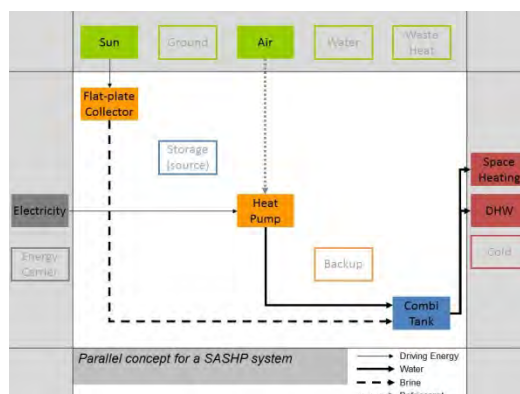 Sun
Ground
Air
Water
Waste
Heat
Flat-plate
Collector
Storage
(source)
Space
Heating
Electricity
Heat
Pump
DHW
Energy
Carrier
Backup
Cold
Combi
Tank
Parallel concept for a SASHP system
Driving Energy
Water
Brine
Refrigerant